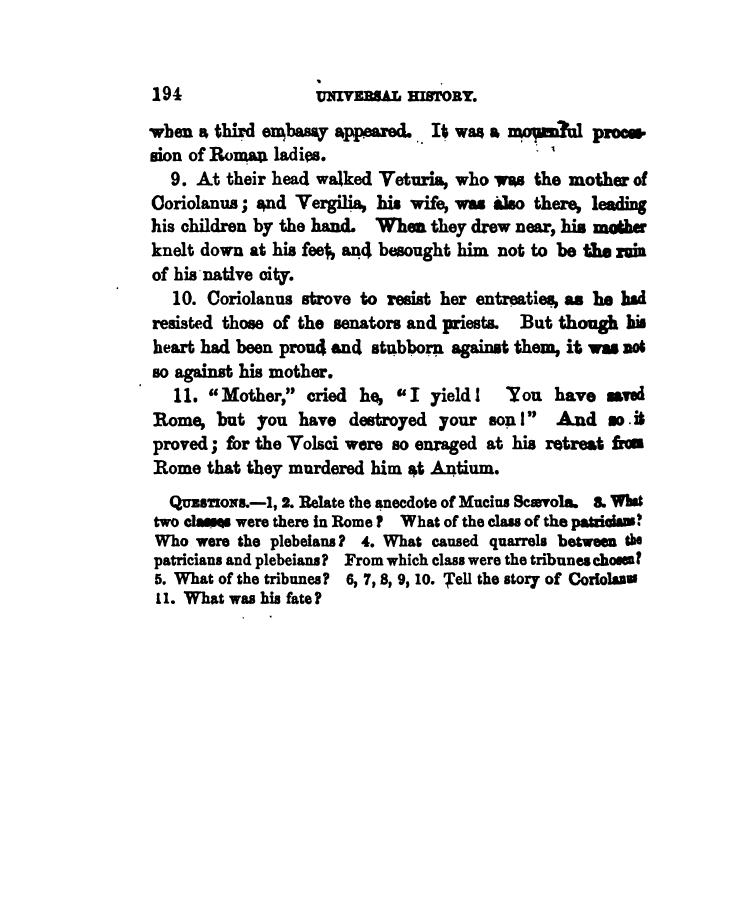 194 UNIVERSAL HISTORY.
when a third embassy appeared. It was a mournful proces-
sion of Roman ladies.
9. At their head walked Veturia, who was the mother of
Coriolanus; and Vergilia, his wife, was also there, leading
his children by the hand. When they drew near, his mother
knelt down at his feet, and besought him not to be the ruin
of his native city.
10. Coriolanus strove to resist her entreaties, as he had
resisted those of the senators and priests. But though his
heart had been proud and stubborn against them, it was not
so against his mother.
11. “Mother,” cried he, “I yield! You have saved
Rome, but you have destroyed your son!” And so it
proved; for the Volsci were so enraged at his retreat from
Rome that they murdered him at Antium.
QUESTIONS.—1, 2. Relate the anecdote of Mucius Scævola. 3. What
two classes were there in Rome? What of the class of the patricians?
Who were the plebeians? 4. What caused quarrels between the
patricians and plebeians? From which class were the tribunes chosen?
5. What of the tribunes? 6, 7, 8, 9, 10. Tell the story of Coriolanus
11. What was his fate?